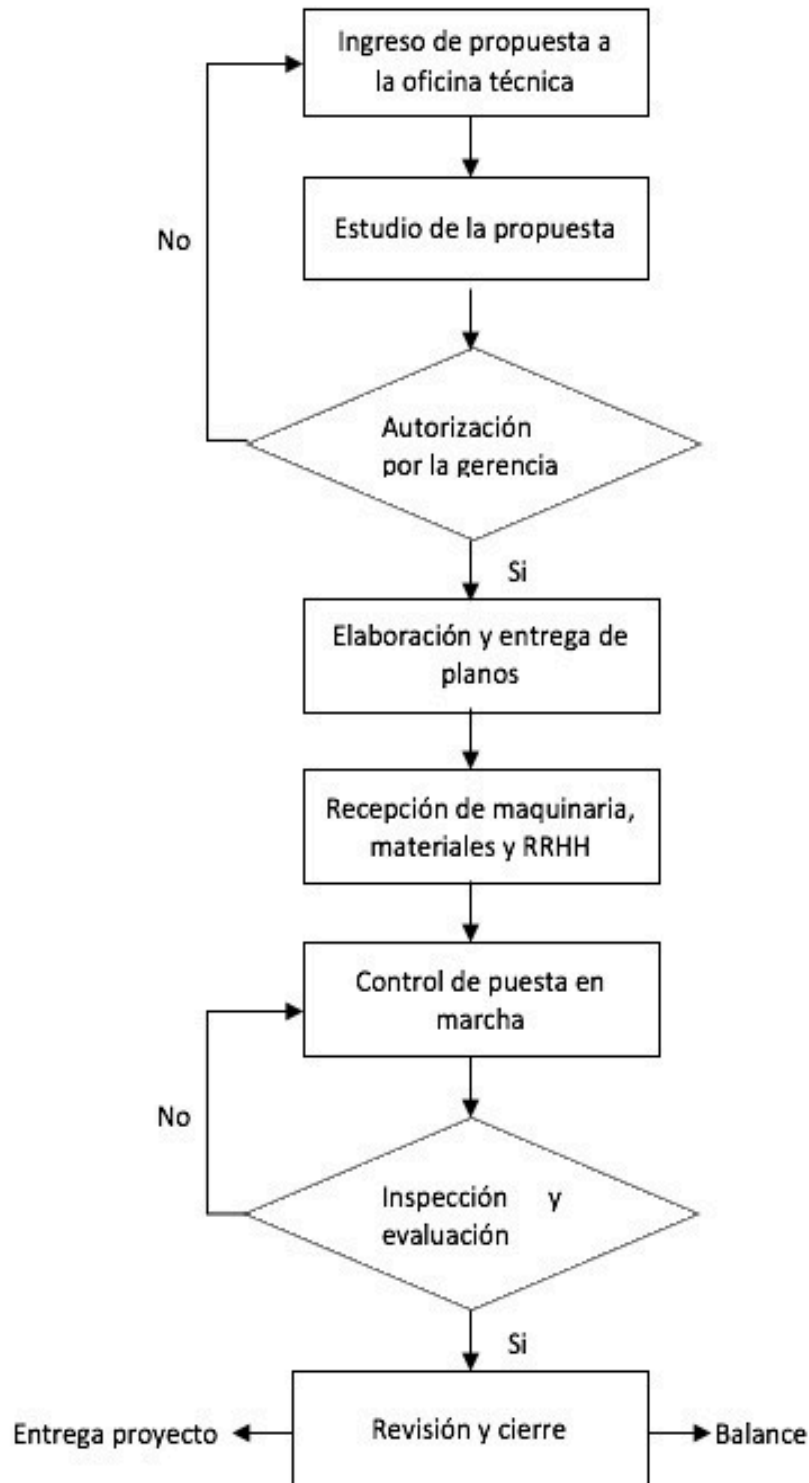 Ingreso de propuesta a
la oficina técnica
No
Estudio de la propuesta
Autorización
por la gerencia
Si
Elaboración y entrega de
planos
Recepción de maquinaria,
materiales y RRHH
Control de puesta en
marcha
No
Inspección y
evaluación
Si
Entrega proyecto
Revisión y cierre
Balance